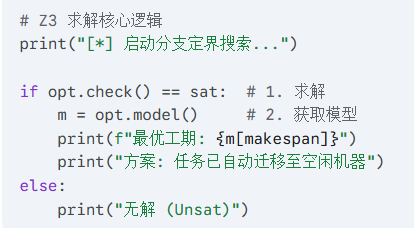 # Z3 求解核心逻辑
print("[*] 启动分支定界搜索...")
if opt.check() == sat:  # 1. 求解
    m = opt.model()     # 2. 获取模型
    print(f"最优工期: {m[makespan]}")
    print("方案: 任务已自动迁移至空闲机器")
else:
    print("无解 (Unsat)")